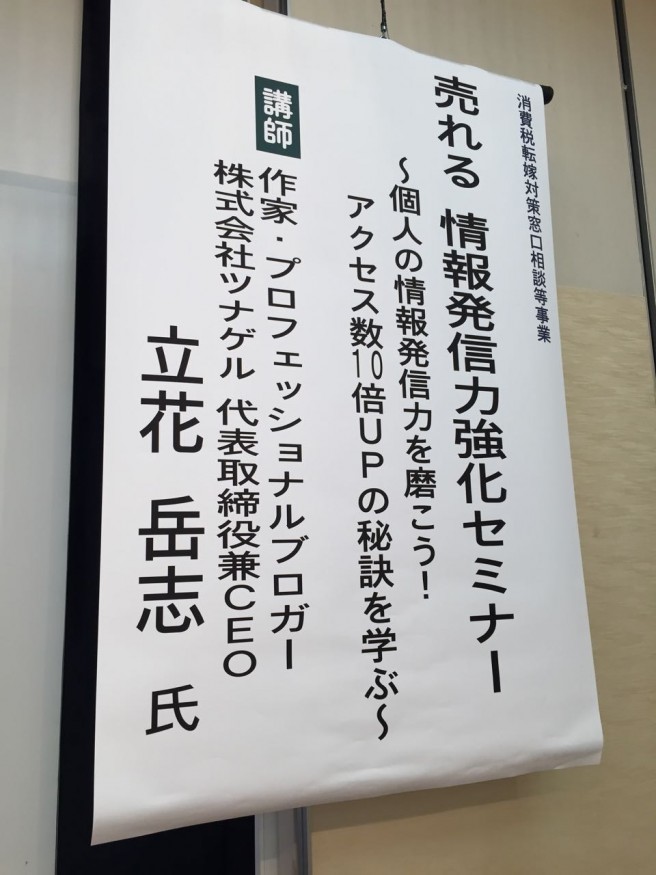 消費税転嫁対策窓口相談等事業
売れる 情報発信力強化セミナー
～個人の情報発信力を磨こう！
アクセス数10倍UPの秘訣を学ぶ～
講師
作家・プロフェッショナルブロガー
株式会社ツナゲル 代表取締役兼CEO
立花 岳志 氏